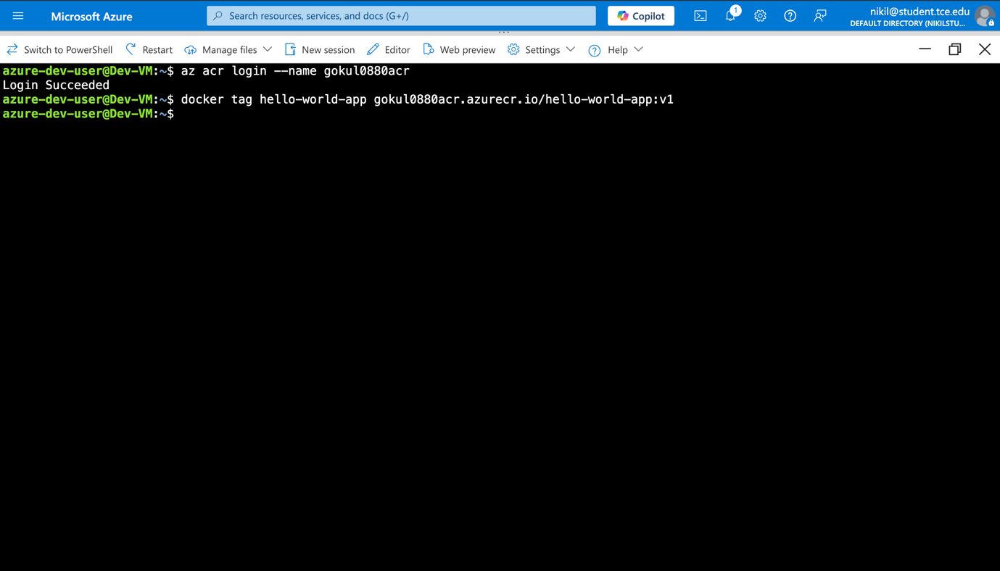 Microsoft Azure
Search resources, services, and docs (G+/)
Copilot
1
nikil@student.tce.edu
DEFAULT DIRECTORY (NIKILSTU...
Switch to PowerShell
Restart
Manage files
New session
Editor
Web preview
Settings
Help
azure-dev-user@Dev-VM:~$ az acr login --name gokul0880acr
Login Succeeded
azure-dev-user@Dev-VM:~$ docker tag hello-world-app gokul0880acr.azurecr.io/hello-world-app:v1
azure-dev-user@Dev-VM:~$